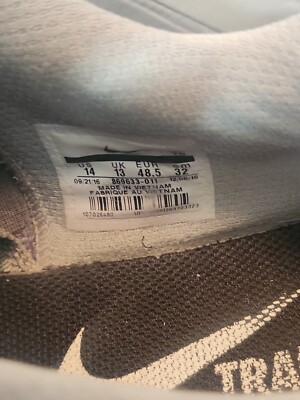 US UK EUR cm
14 13 48.5 32
09/21/16 869633-011
MADE IN VIETNAM
FABRIQUE AU VIETNAM
TRA